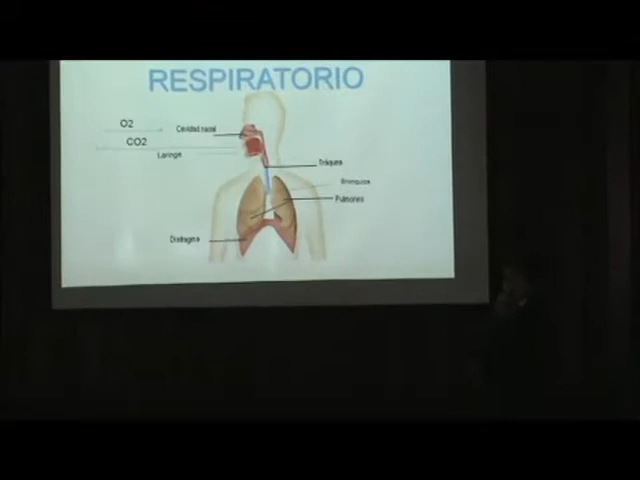 RESPIRATORIO
O2
Cavidad nasal
CO2
Laringe
Tráquea
Bronquios
Pulmones
Diafragma